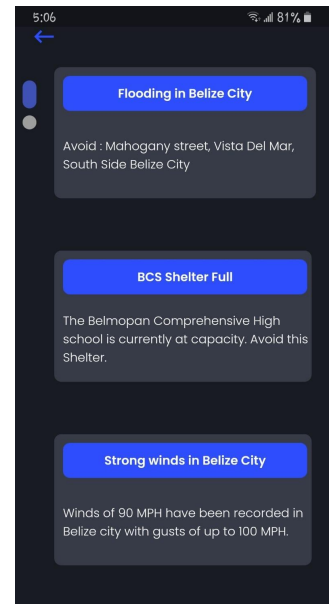 5:06 81%
Flooding in Belize City
Avoid : Mahogany street, Vista Del Mar,
South Side Belize City
BCS Shelter Full
The Belmopan Comprehensive High
school is currently at capacity. Avoid this
Shelter.
Strong winds in Belize City
Winds of 90 MPH have been recorded in
Belize city with gusts of up to 100 MPH.